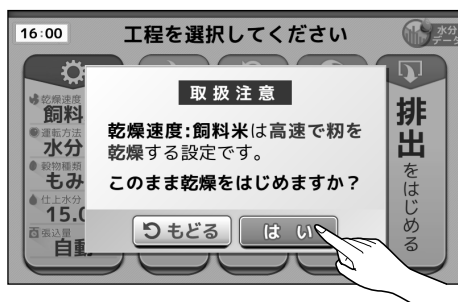 16:00
工程を選択してください
水分
データ
乾燥速度
飼料
運転方法
水分
穀物種類
もみ
仕上水分
15.0
張込量
自動
取扱注意
乾燥速度:飼料米は高速で籾を
乾燥する設定です。
このまま乾燥をはじめますか?
もどる
はい
排出をはじめる